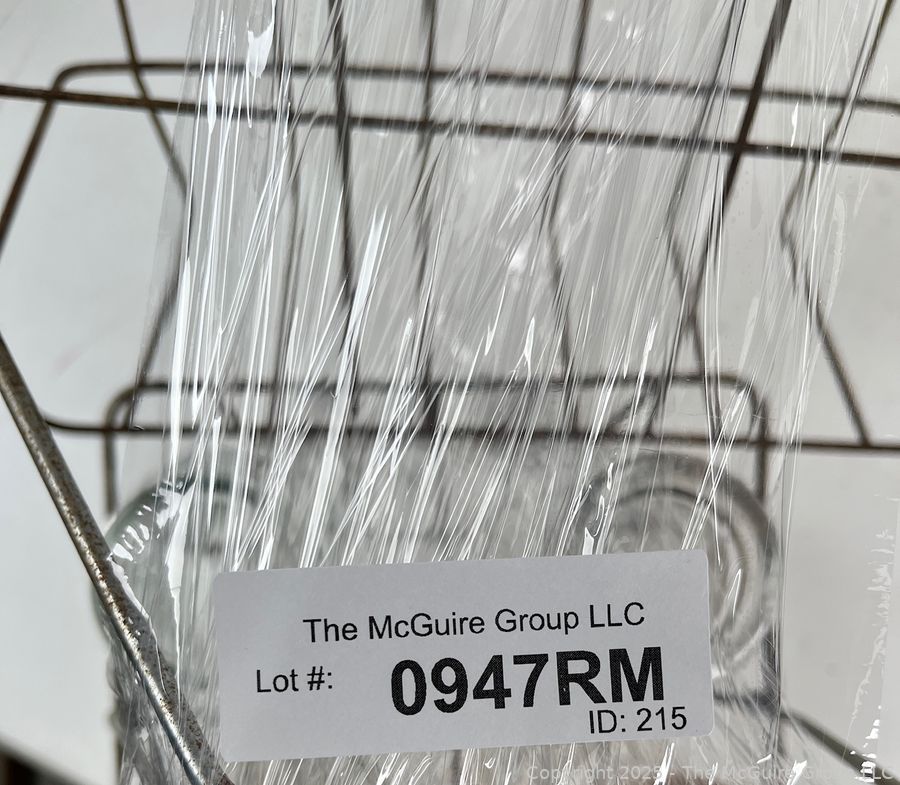 The McGuire Group LLC
Lot #: 0947RM
ID: 215
Copyright 2025 - The McGuire Group LLC